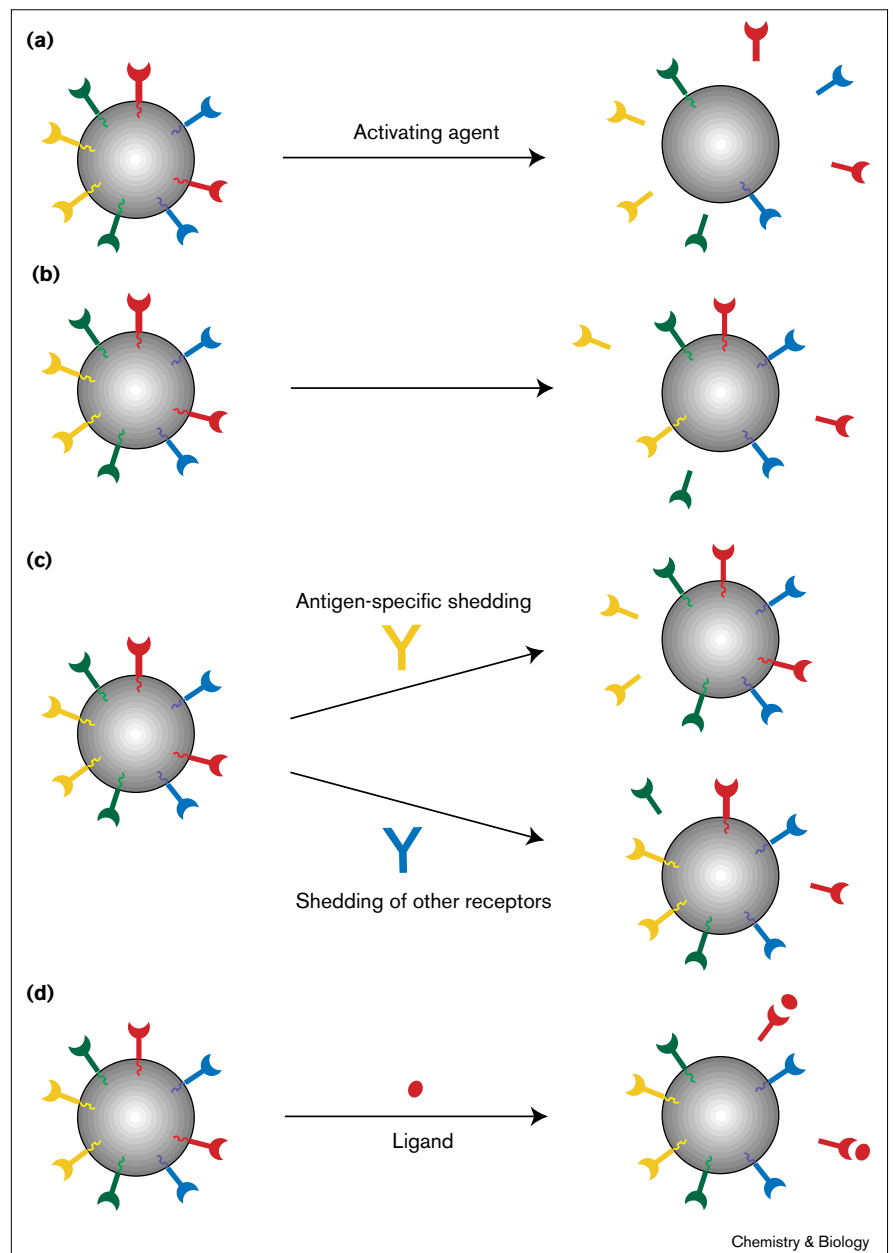 (a)
Activating agent
(b)
(c)
Antigen-specific shedding
Shedding of other receptors
(d)
Ligand
Chemistry & Biology